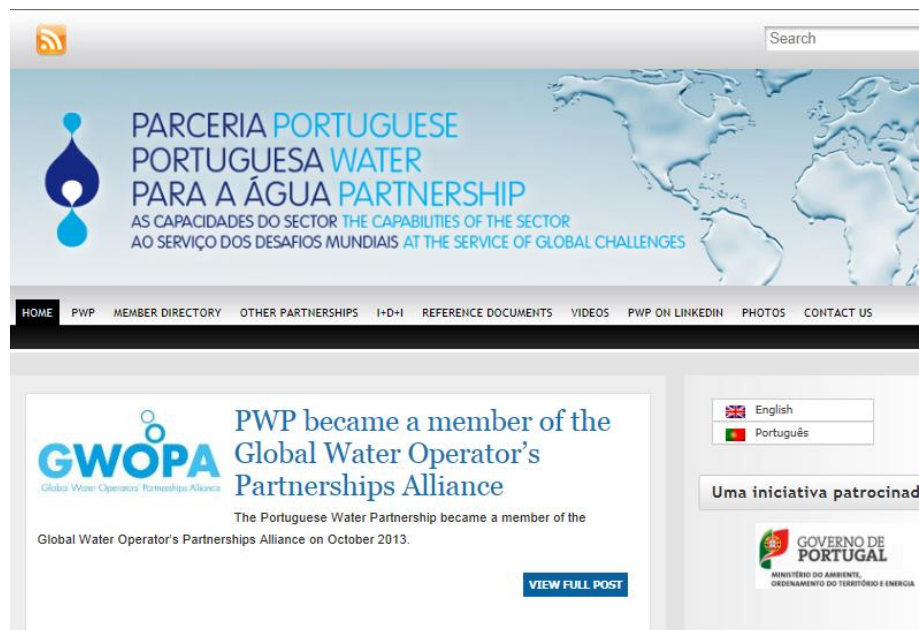 Search
PARCERIA PORTUGUESE
PORTUGUESA WATER
PARA A ÁGUA PARTNERSHIP
AS CAPACIDADES DO SECTOR THE CAPABILITIES OF THE SECTOR
AO SERVIÇO DOS DESAFIOS MUNDIAIS AT THE SERVICE OF GLOBAL CHALLENGES
HOME PWP MEMBER DIRECTORY OTHER PARTNERSHIPS I+D+I REFERENCE DOCUMENTS VIDEOS PWP ON LINKEDIN PHOTOS CONTACT US
GWOPA
Global Water Operators' Partnerships Alliance
PWP became a member of the
Global Water Operator's
Partnerships Alliance
The Portuguese Water Partnership became a member of the
Global Water Operator's Partnerships Alliance on October 2013.
VIEW FULL POST
English
Português
Uma iniciativa patrocinad
GOVERNO DE
PORTUGAL
MINISTÉRIO DO AMBIENTE,
ORDENAMENTO DO TERRITÓRIO E ENERGIA